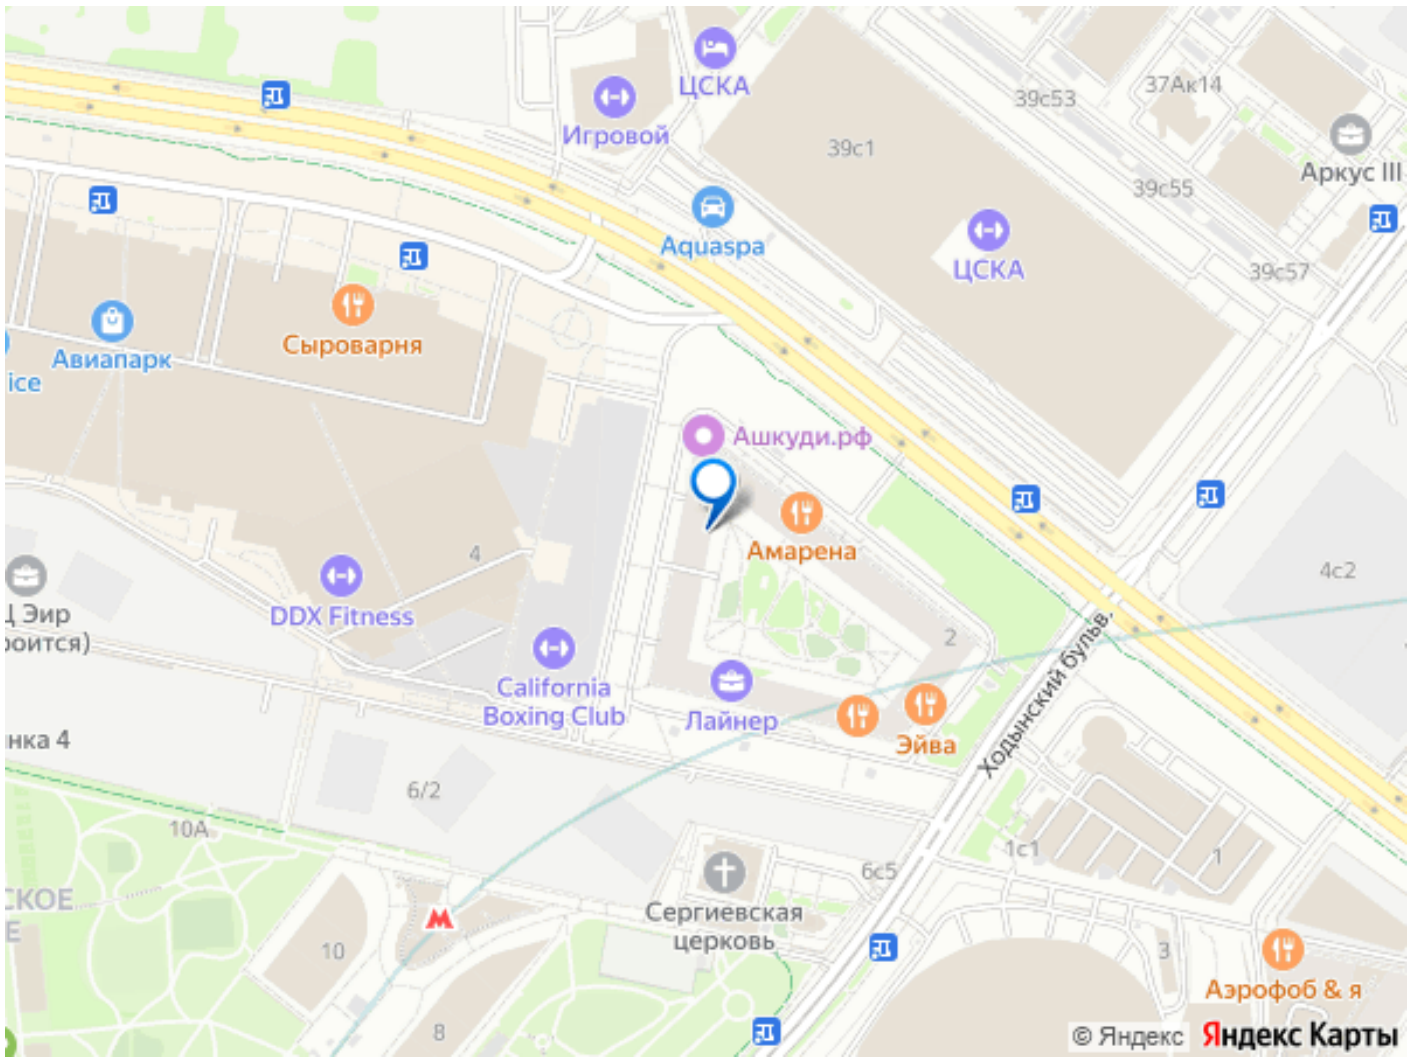 ЦСКА
Игровой
39с1
39с53
37Ак14
Аркус III
39с55
Aquaspa
ЦСКА
39с57
Сыроварня
Авиапарк
ice
Ашкуди.рф
Амарена
4
4с2
DDX Fitness
Ц Эир
роится)
2
Ходынский бульв.
California
Boxing Club
Лайнер
Эйва
нка 4
6/2
10А
1с1
1
6с5
СКОЕ
Е
Сергиевская
церковь
10
3
Аэрофоб & я
8
© Яндекс Яндекс Карты